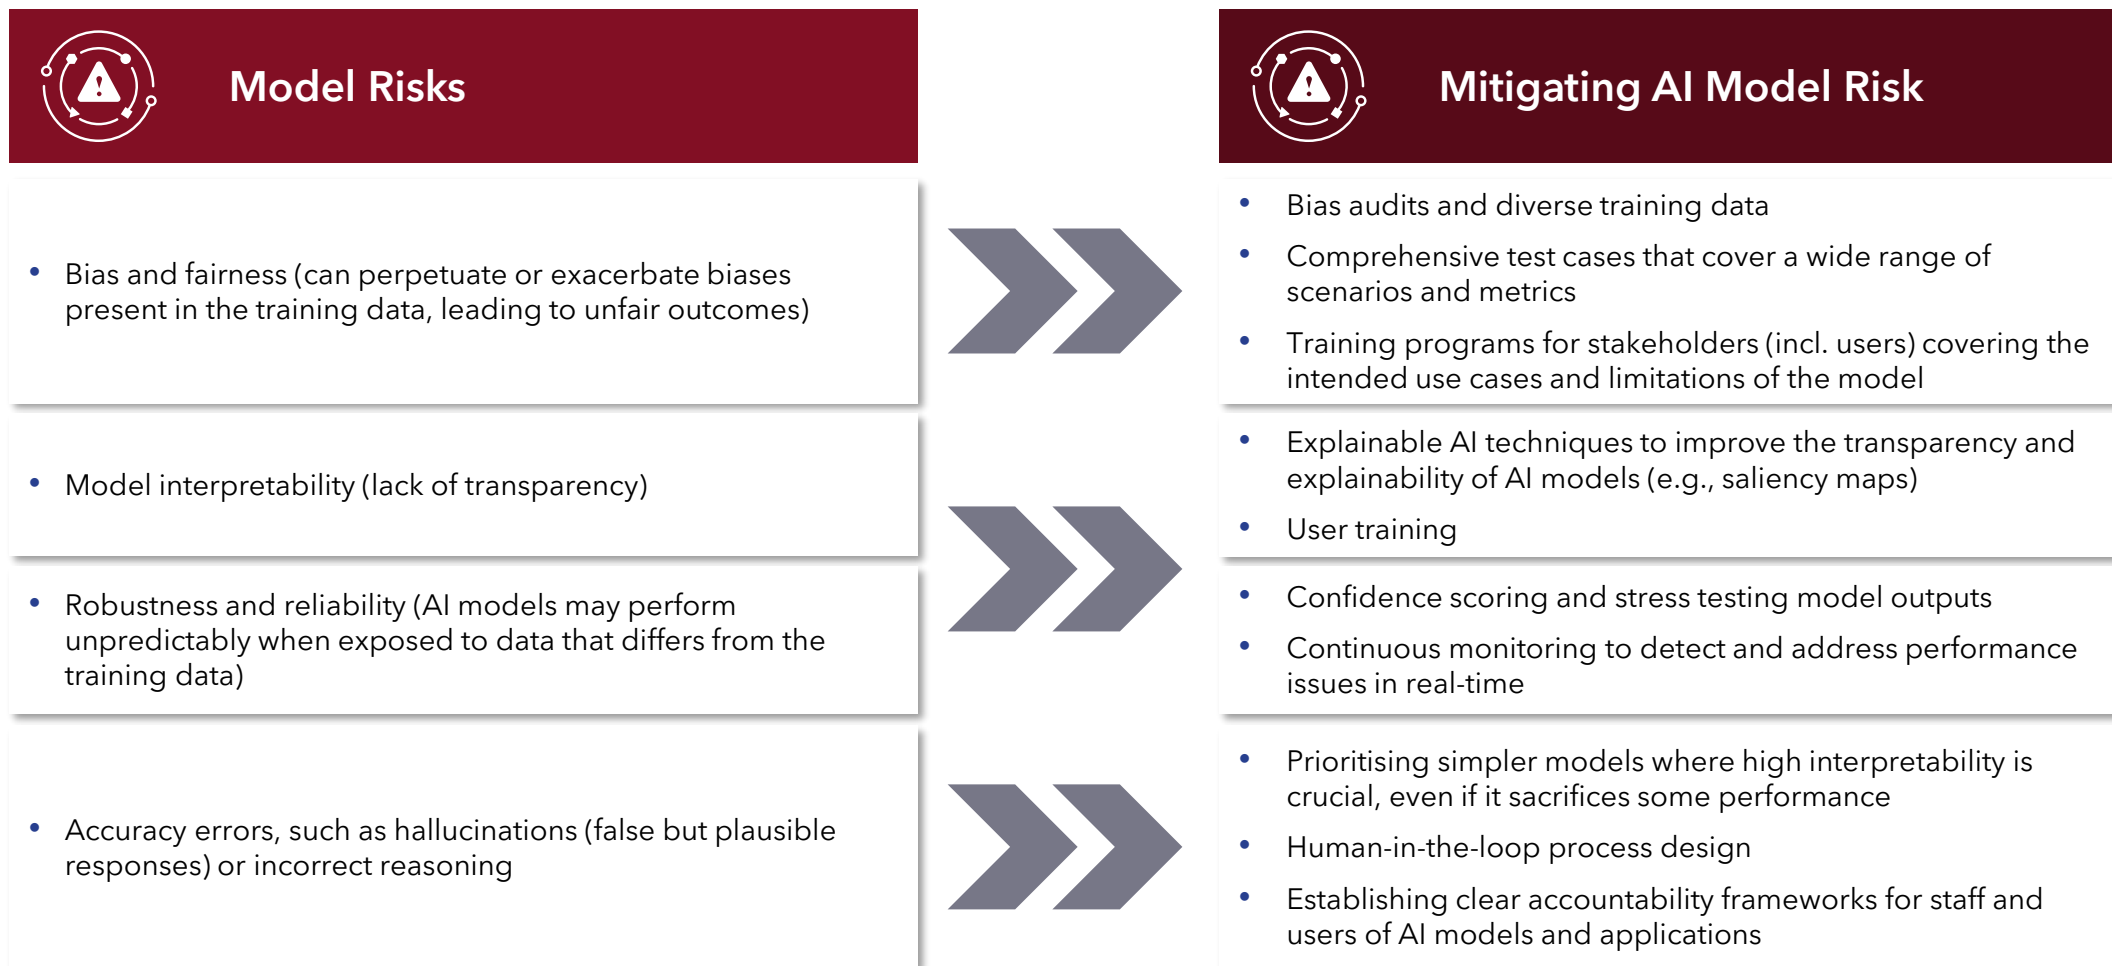 Model Risks
Mitigating AI Model Risk
• Bias and fairness (can perpetuate or exacerbate biases
present in the training data, leading to unfair outcomes)
• Bias audits and diverse training data
• Comprehensive test cases that cover a wide range of
scenarios and metrics
• Training programs for stakeholders (incl. users) covering the
intended use cases and limitations of the model
• Model interpretability (lack of transparency)
• Explainable AI techniques to improve the transparency and
explainability of AI models (e.g., saliency maps)
• User training
• Robustness and reliability (AI models may perform
unpredictably when exposed to data that differs from the
training data)
• Confidence scoring and stress testing model outputs
• Continuous monitoring to detect and address performance
issues in real-time
• Accuracy errors, such as hallucinations (false but plausible
responses) or incorrect reasoning
• Prioritising simpler models where high interpretability is
crucial, even if it sacrifices some performance
• Human-in-the-loop process design
• Establishing clear accountability frameworks for staff and
users of AI models and applications